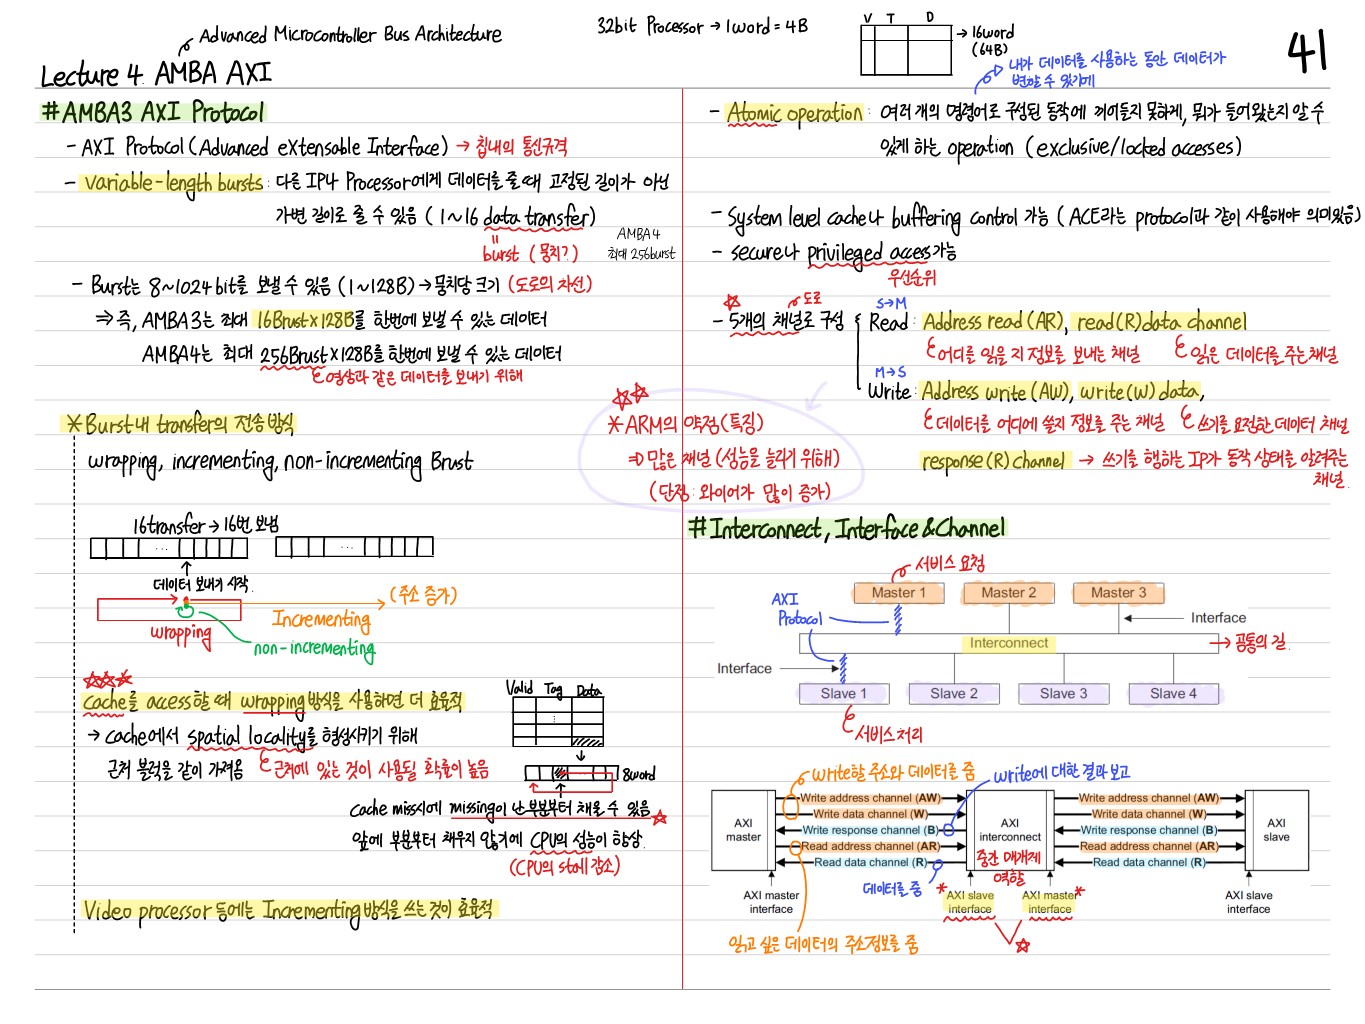 Advanced Microcontroller Bus Architecture
32bit Processor → 1word = 4B
V T D
→ 16word
(64B)
41
Lecture 4. AMBA AXI
내가 데이터를 사용하는 동안 데이터가
변할 수 있기에
#AMBA3 AXI Protocol
- AXI Protocol (Advanced eXtensable Interface) → 칩내의 통신규격
- variable-length bursts : 다른 IP나 Processor에게 데이터를 줄 때 고정된 길이가 아닌
가변 길이로 줄 수 있음 (1~16 data transfer)
burst (뭉치?)
AMBA4
최대 256burst
- Burst는 8~1024bit를 보낼 수 있음 (1~128B) → 뭉치당 크기 (도로의 차선)
⇒ 즉, AMBA3는 최대 16Brust×128B를 한번에 보낼 수 있는 데이터
AMBA4는 최대 256Brust×128B를 한번에 보낼 수 있는 데이터
영상과 같은 데이터를 보내기 위해
* Burst 내 transfer의 전송 방식
wrapping, incrementing, non-incrementing Brust
16transfer → 16번 보냄
...
...
데이터 보내기 시작
(주소 증가)
Incrementing
wrapping
non-incrementing
cache를 access할 때 wrapping방식을 사용하면 더 효율적
→ cache에서 spatial locality를 형성시키기 위해
근처 블럭을 같이 가져옴
근처에 있는 것이 사용될 확률이 높음
Valid Tag Data
8word
cache miss시에 missing이 난 부분부터 채울 수 있음
앞에 부분부터 채우지 않기에 CPU의 성능이 향상.
(CPU의 stall 감소)
Video processor 등에는 Incrementing방식을 쓰는 것이 효율적
- Atomic operation : 여러 개의 명령어로 구성된 동작에 끼어들지 못하게, 뭐가 들어왔는지 알 수
있게 하는 operation (exclusive/locked accesses)
- System level cache나 buffering control 가능 (ACE라는 protocol과 같이 사용해야 의미있음)
- secure나 privileged access가능
우선순위
도로
- 5개의 채널로 구성
S→M
Read : Address read (AR), read(R) data channel
어디를 읽을 지 정보를 보내는 채널
읽은 데이터를 주는 채널
M→S
Write : Address write (AW), write(W) data,
데이터를 어디에 쓸지 정보를 주는 채널
쓰기를 요청한 데이터 채널
response (R) channel → 쓰기를 행하는 IP가 동작 상태를 알려주는
채널.
* ARM의 약점(특징)
⇒ 많은 채널 (성능을 늘리기 위해)
(단점 : 와이어가 많이 증가)
#Interconnect, Interface & Channel
서비스 요청
Master 1
Master 2
Master 3
AXI
Protocol
Interface
Interconnect
→ 공통의 길.
Interface
Slave 1
Slave 2
Slave 3
Slave 4
서비스 처리
write할 주소와 데이터를 줌
write에 대한 결과 보고
AXI
master
Write address channel (AW)
Write data channel (W)
Write response channel (B)
Read address channel (AR)
Read data channel (R)
AXI
interconnect
중간 매개체
역할
Write address channel (AW)
Write data channel (W)
Write response channel (B)
Read address channel (AR)
Read data channel (R)
AXI
slave
데이터를 줌
AXI master
interface
* AXI slave
interface
AXI master *
interface
AXI slave
interface
읽고 싶은 데이터의 주소정보를 줌